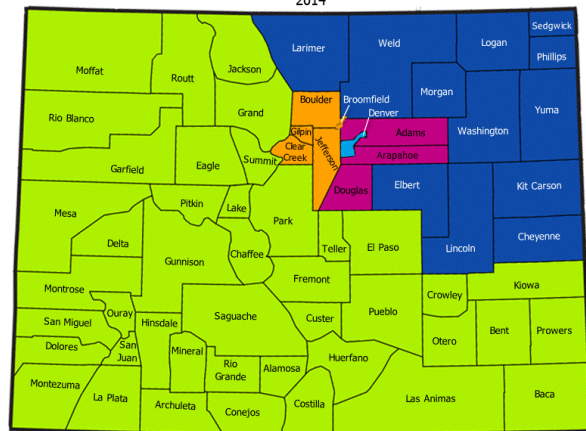 2014
Sedgwick
Larimer
Weld
Logan
Phillips
Moffat
Routt
Jackson
Boulder
Morgan
Broomfield
Denver
Yuma
Rio Blanco
Grand
Gilpin
Clear
Creek
Jefferson
Adams
Washington
Arapahoe
Garfield
Eagle
Summit
Douglas
Elbert
Kit Carson
Pitkin
Lake
Park
Mesa
Delta
Gunnison
Chaffee
Teller
El Paso
Lincoln
Cheyenne
Montrose
Fremont
Crowley
Kiowa
Ouray
San Miguel
Hinsdale
Saguache
Custer
Pueblo
Otero
Bent
Prowers
Dolores
San
Juan
Mineral
Rio
Grande
Alamosa
Huerfano
Montezuma
La Plata
Archuleta
Conejos
Costilla
Las Animas
Baca